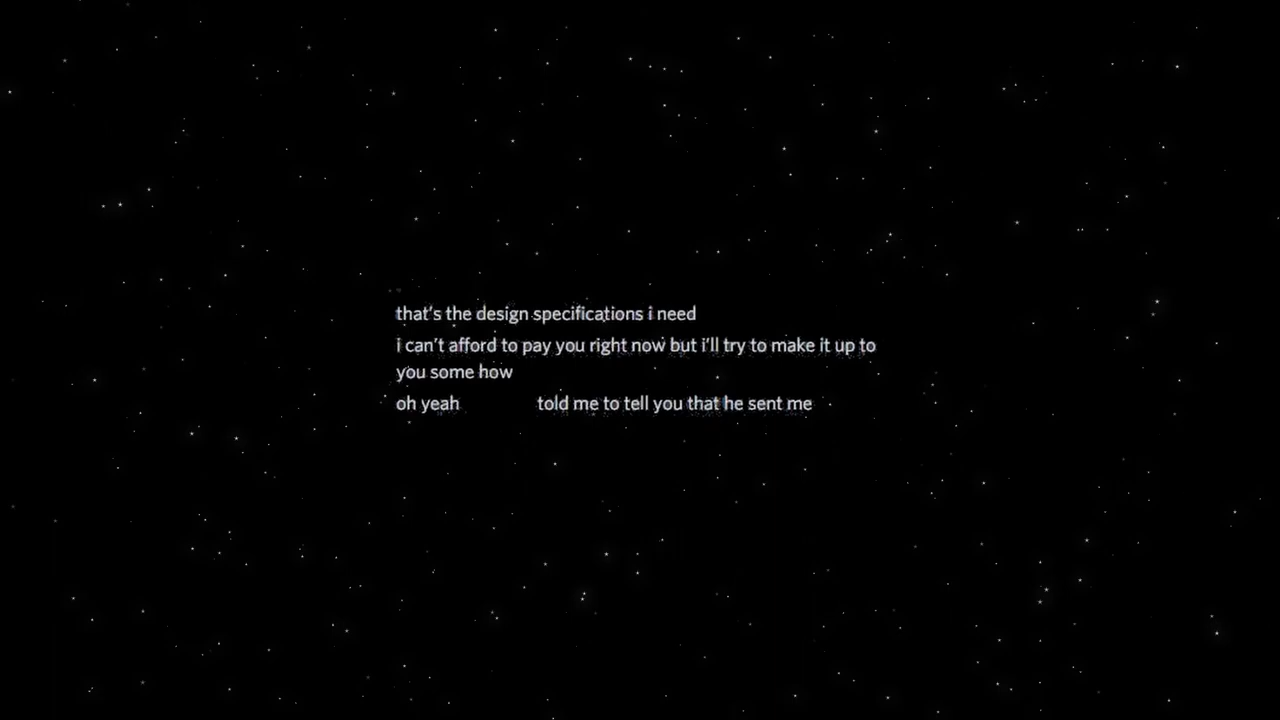 that's the design specifications i need
i can't afford to pay you right now but i'll try to make it up to
you some how
oh yeah told me to tell you that he sent me